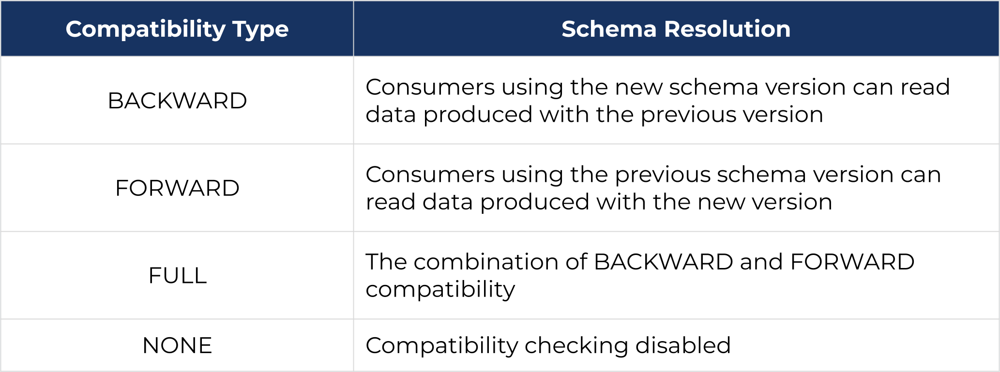 Compatibility Type
Schema Resolution
BACKWARD
Consumers using the new schema version can read
data produced with the previous version
FORWARD
Consumers using the previous schema version can
read data produced with the new version
FULL
The combination of BACKWARD and FORWARD
compatibility
NONE
Compatibility checking disabled